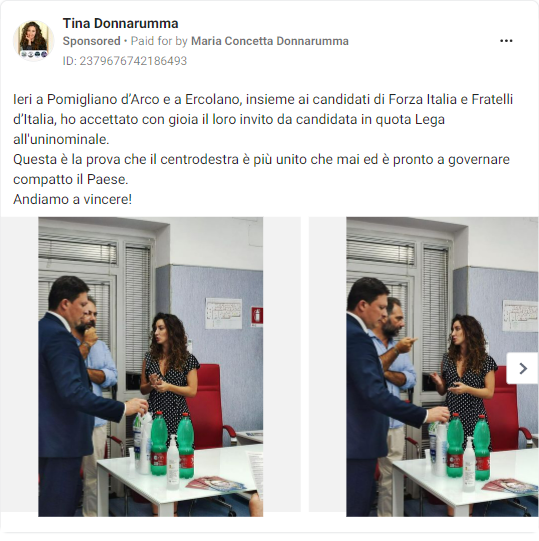 Tina Donnarumma
Sponsored • Paid for by Maria Concetta Donnarumma
ID: 2379676742186493
Ieri a Pomigliano d’Arco e a Ercolano, insieme ai candidati di Forza Italia e Fratelli
d’Italia, ho accettato con gioia il loro invito da candidata in quota Lega
all'uninominale.
Questa è la prova che il centrodestra è più unito che mai ed è pronto a governare
compatto il Paese.
Andiamo a vincere!